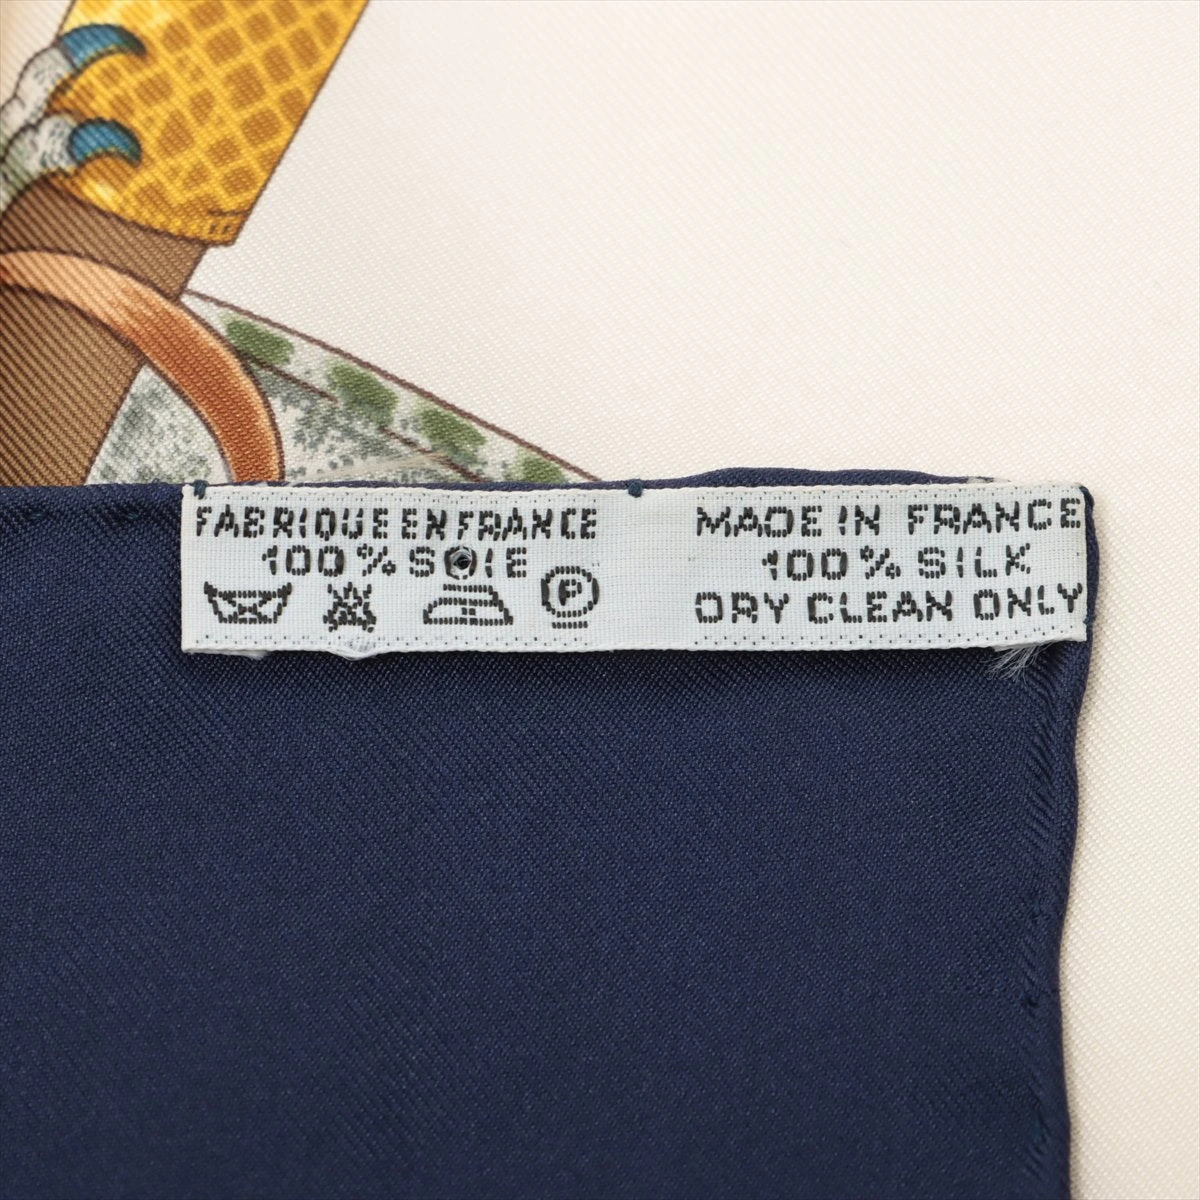 FABRIQUE EN FRANCE
100% SOIE
P
MADE IN FRANCE
100% SILK
DRY CLEAN ONLY